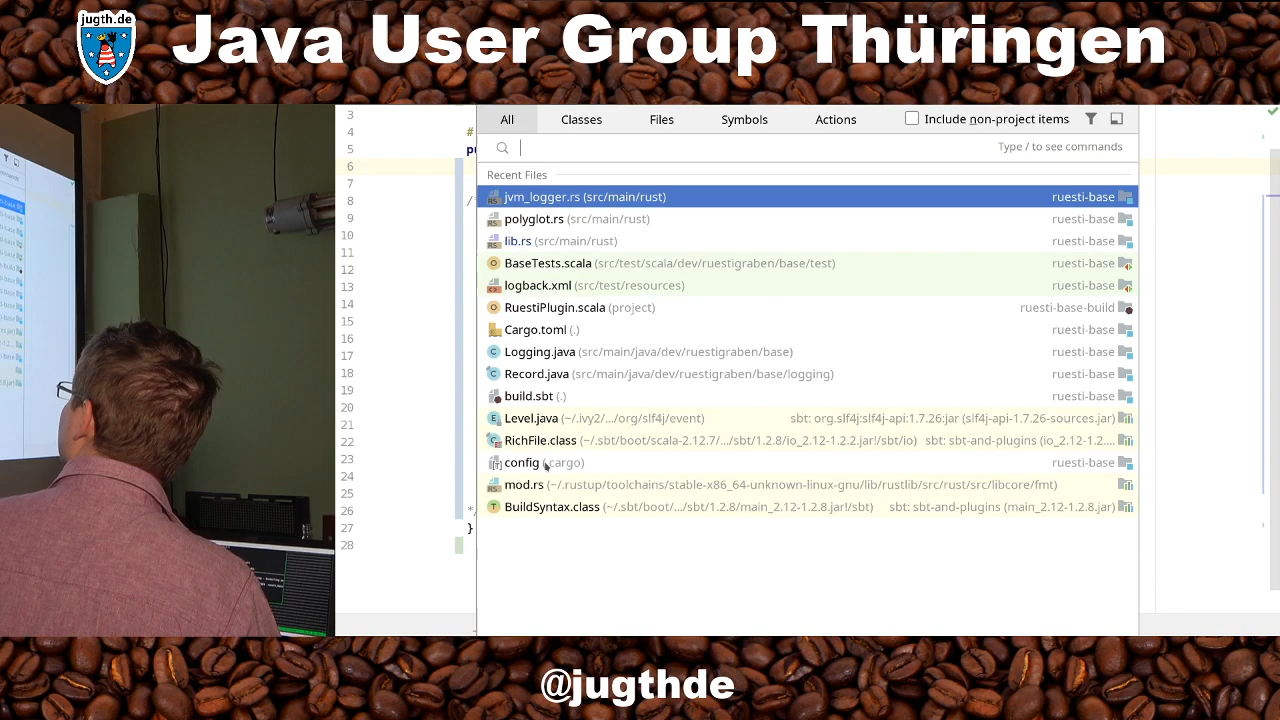 jugth.de
Java User Group Thüringen
All Classes Files Symbols Actions Include non-project items
Type / to see commands
Recent Files
jvm_logger.rs (src/main/rust) ruesti-base
polyglot.rs (src/main/rust) ruesti-base
lib.rs (src/main/rust) ruesti-base
BaseTests.scala (src/test/scala/dev/ruestigraben/base/test) ruesti-base
logback.xml (src/test/resources) ruesti-base
RuestiPlugin.scala (project) ruesti-base-build
Cargo.toml (.) ruesti-base
Logging.java (src/main/java/dev/ruestigraben/base) ruesti-base
Record.java (src/main/java/dev/ruestigraben/base/logging) ruesti-base
build.sbt (.) ruesti-base
Level.java (~/.ivy2/.../org/slf4j/event) sbt: org.slf4j:slf4j-api:1.7.26:jar (slf4j-api-1.7.26-sources.jar)
RichFile.class (~/.sbt/boot/scala-2.12.7/.../sbt/1.2.8/io_2.12-1.2.2.jar!/sbt/io) sbt: sbt-and-plugins (io_2.12-1.2....
config (.cargo) ruesti-base
mod.rs (~/.rustup/toolchains/stable-x86_64-unknown-linux-gnu/lib/rustlib/src/rust/src/libcore/fmt)
BuildSyntax.class (~/.sbt/boot/.../sbt/1.2.8/main_2.12-1.2.8.jar!/sbt) sbt: sbt-and-plugins (main_2.12-1.2.8.jar)
3
4 #
5
6
7
8
9
10
11
12
13
14
15
16
17
18
19
20
21
22
23
24
25
26
27 }
28
@jugthde